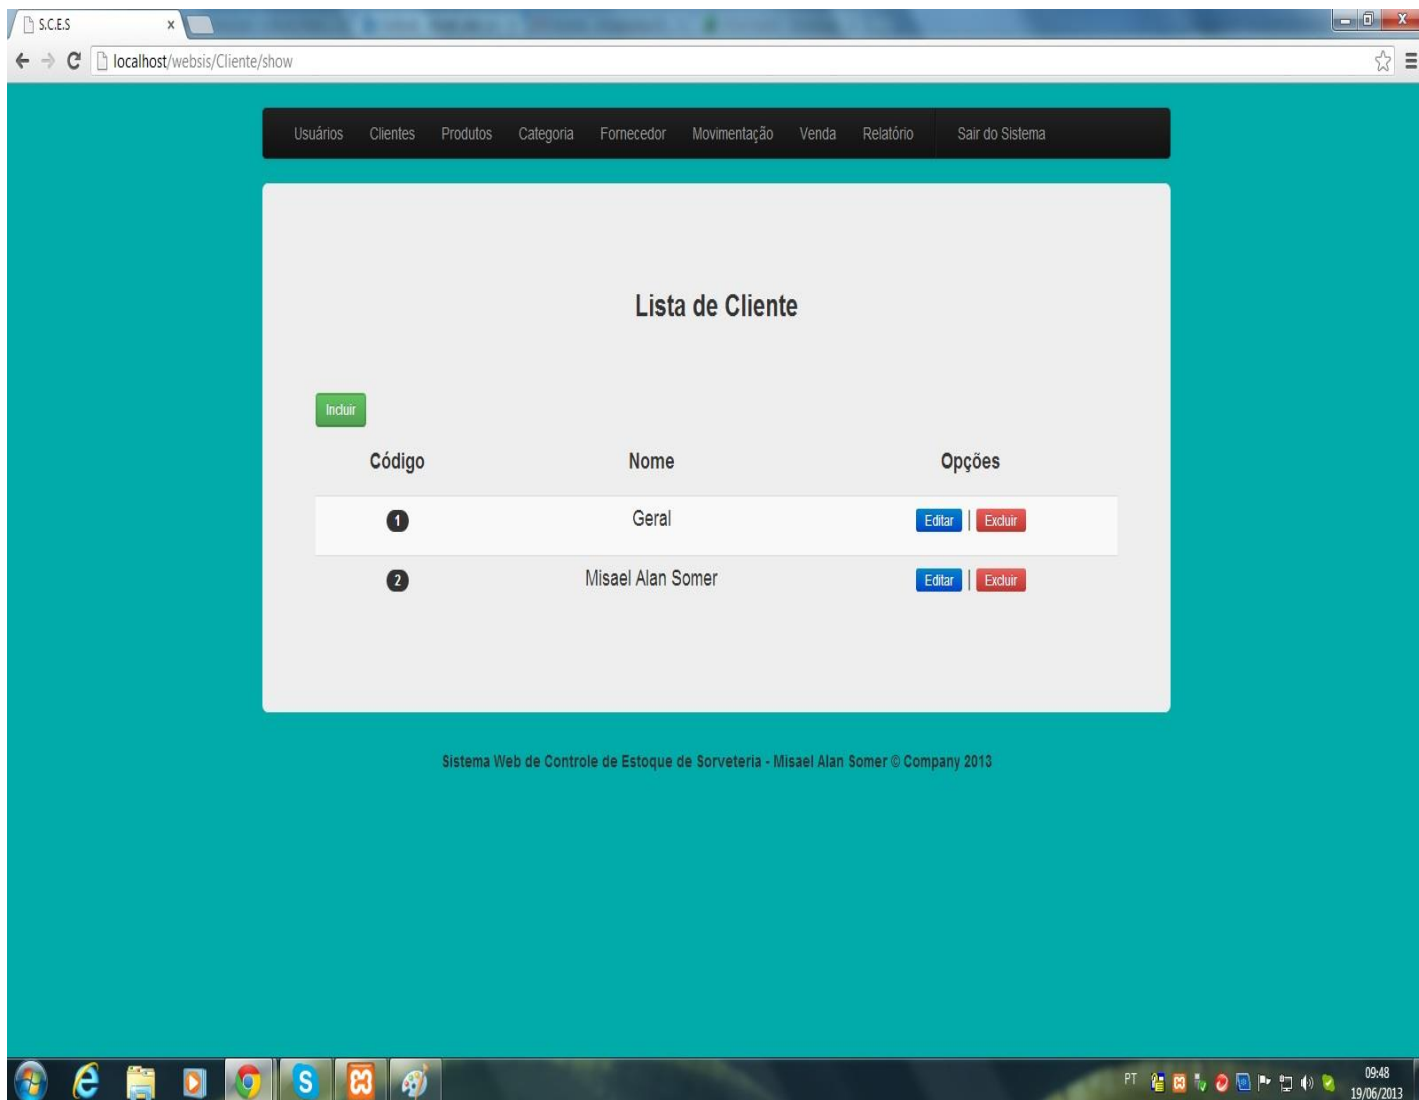 S.C.E.S
localhost/websis/Cliente/show
Usuários Clientes Produtos Categoria Fornecedor Movimentação Venda Relatório Sair do Sistema
Lista de Cliente
Incluir
Código Nome Opções
1 Geral Editar | Excluir
2 Misael Alan Somer Editar | Excluir
Sistema Web de Controle de Estoque de Sorveteria - Misael Alan Somer © Company 2013
PT 09:48
19/06/2013